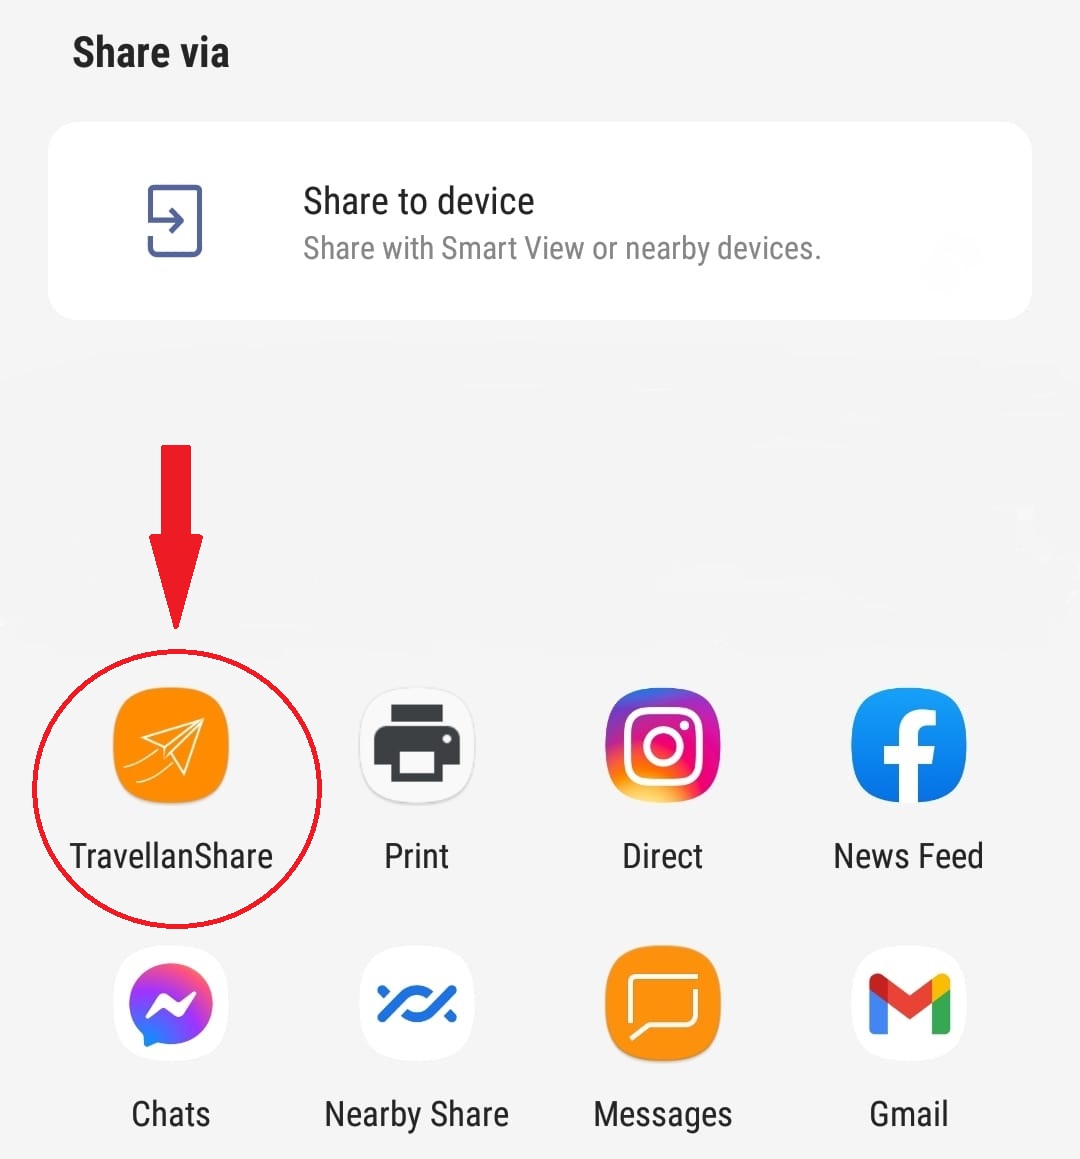 Share via
Share to device
Share with Smart View or nearby devices.
TravellanShare
Print
Direct
News Feed
Chats
Nearby Share
Messages
Gmail